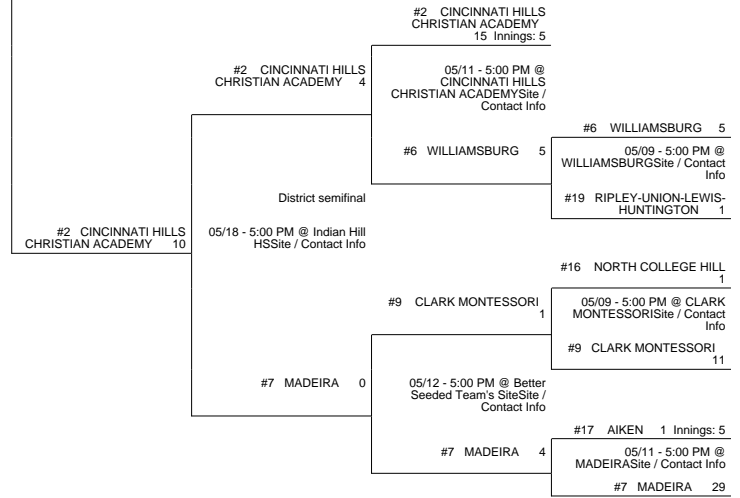 #2 CINCINNATI HILLS
CHRISTIAN ACADEMY
15 Innings: 5
#2 CINCINNATI HILLS
CHRISTIAN ACADEMY 4
05/11 - 5:00 PM @
CINCINNATI HILLS
CHRISTIAN ACADEMYSite /
Contact Info
#6 WILLIAMSBURG 5
#6 WILLIAMSBURG 5
05/09 - 5:00 PM @
WILLIAMSBURGSite / Contact
Info
#19 RIPLEY-UNION-LEWIS-
HUNTINGTON 1
District semifinal
#2 CINCINNATI HILLS
CHRISTIAN ACADEMY 10
05/18 - 5:00 PM @ Indian Hill
HSSite / Contact Info
#16 NORTH COLLEGE HILL
1
#9 CLARK MONTESSORI
1
05/09 - 5:00 PM @ CLARK
MONTESSORISite / Contact
Info
#9 CLARK MONTESSORI
11
#7 MADEIRA 0
05/12 - 5:00 PM @ Better
Seeded Team's SiteSite /
Contact Info
#17 AIKEN 1 Innings: 5
#7 MADEIRA 4
05/11 - 5:00 PM @
MADEIRASite / Contact Info
#7 MADEIRA 29